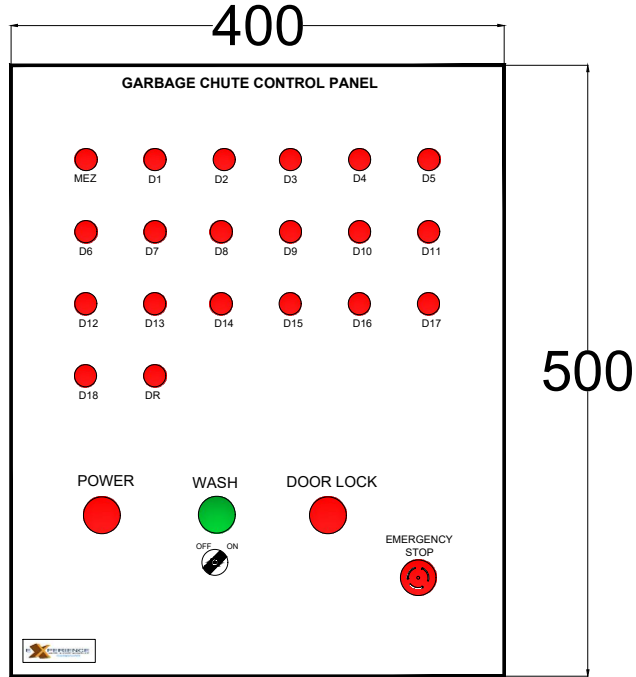 400
GARBAGE CHUTE CONTROL PANEL
MEZ D1 D2 D3 D4 D5
D6 D7 D8 D9 D10 D11
D12 D13 D14 D15 D16 D17
500
D18 DR
POWER WASH DOOR LOCK
EMERGENCY
STOP
OFF ON
eXPERIENCE